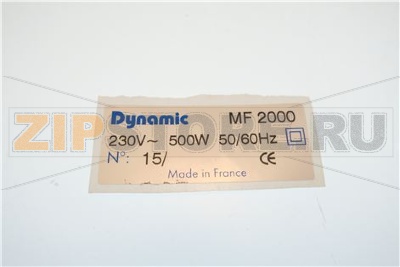 Dynamic MF 2000
230V~ 500W 50/60Hz
N°: 15/ CE
Made in France
ZIPSTORE.RU